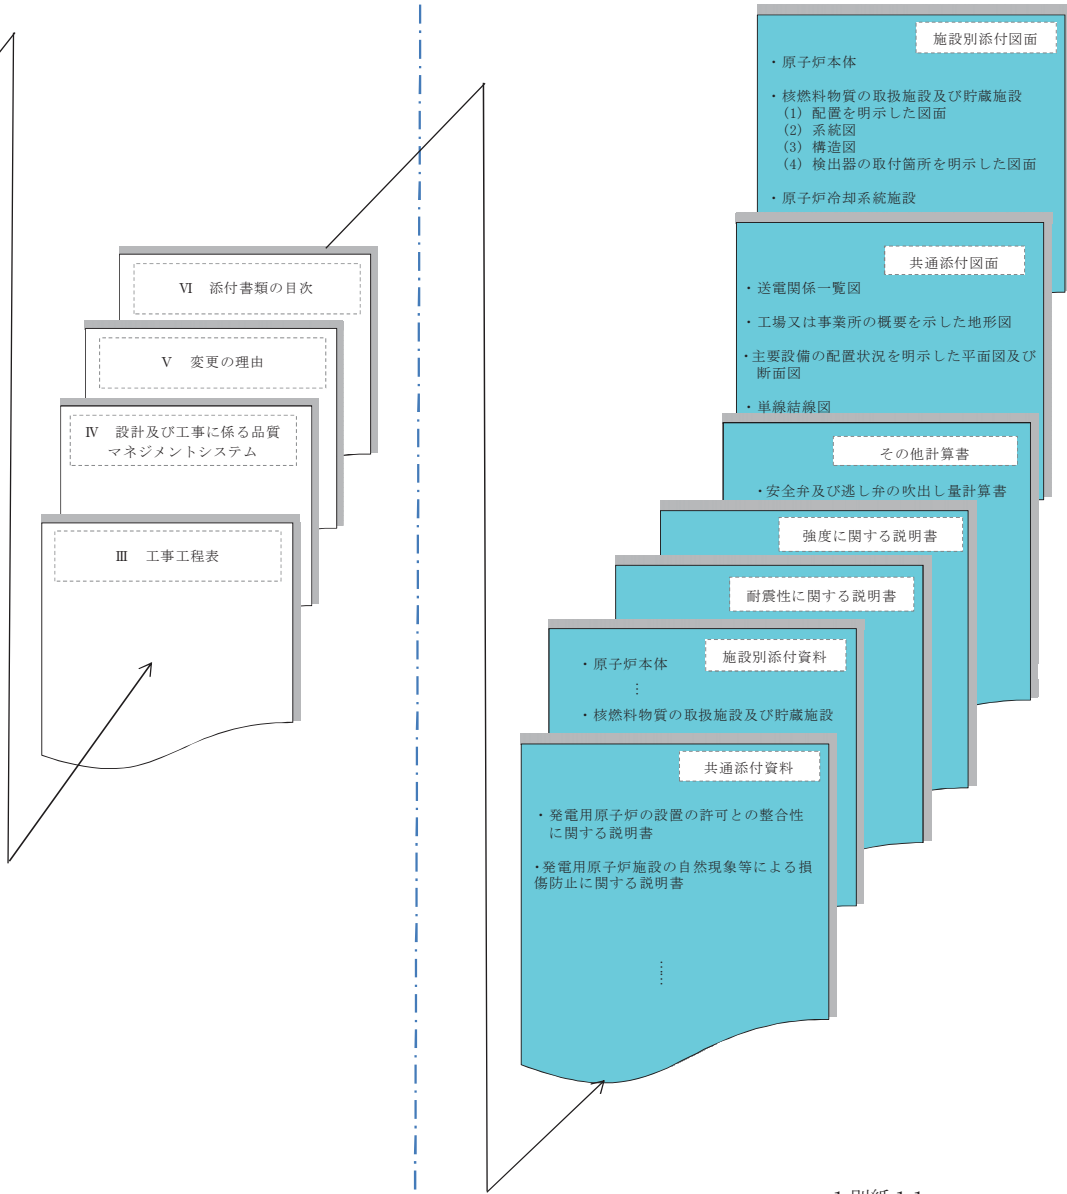 Ⅵ　添付書類の目次
Ⅴ　変更の理由
Ⅳ　設計及び工事に係る品質
マネジメントシステム
Ⅲ　工事工程表
施設別添付図面
・原子炉本体
・核燃料物質の取扱施設及び貯蔵施設
(1) 配置を明示した図面
(2) 系統図
(3) 構造図
(4) 検出器の取付箇所を明示した図面
・原子炉冷却系統施設
共通添付図面
・送電関係一覧図
・工場又は事業所の概要を示した地形図
・主要設備の配置状況を明示した平面図及び
断面図
・単線結線図
その他計算書
・安全弁及び逃し弁の吹出し量計算書
強度に関する説明書
耐震性に関する説明書
施設別添付資料
・原子炉本体
…
・核燃料物質の取扱施設及び貯蔵施設
共通添付資料
・発電用原子炉の設置の許可との整合性
に関する説明書
・発電用原子炉施設の自然現象等による損
傷防止に関する説明書
……